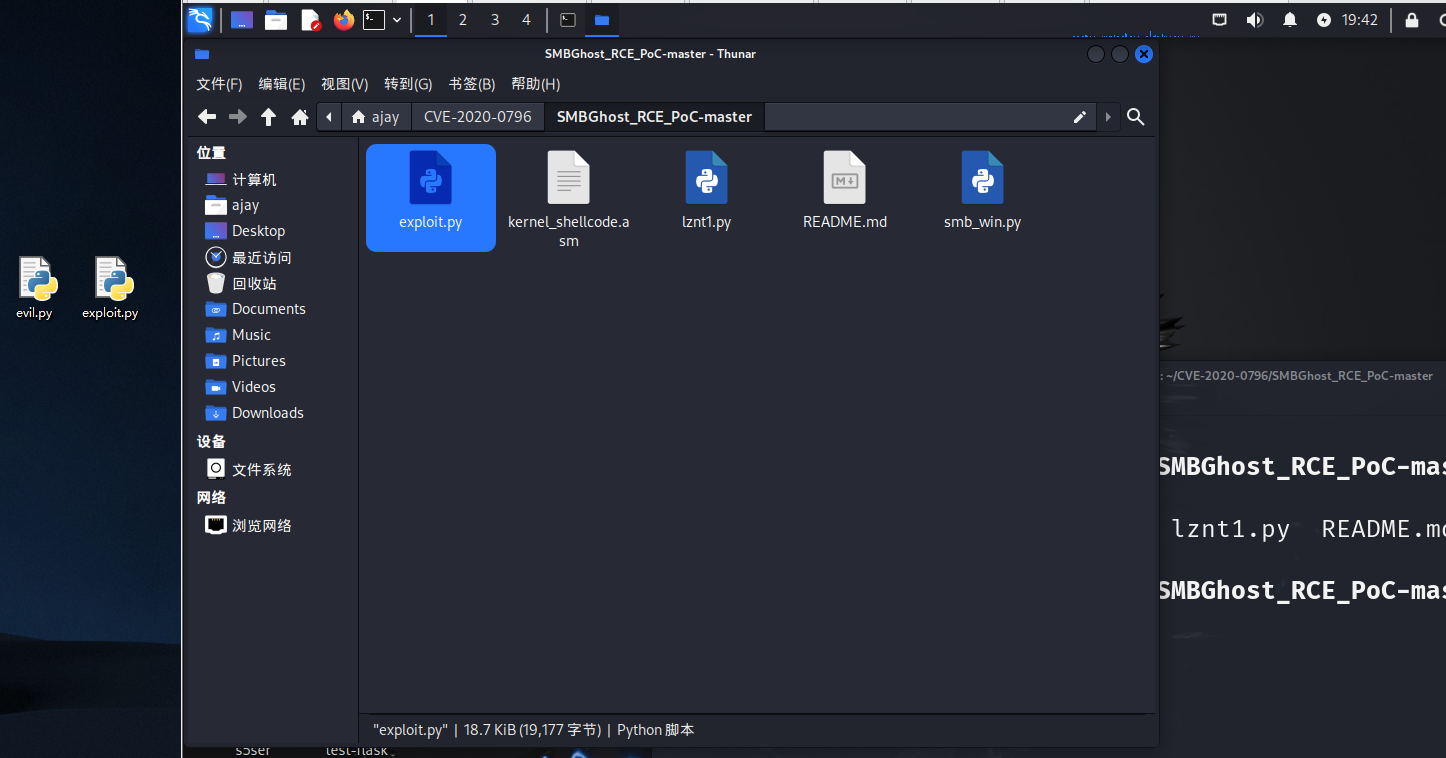 1 2 3 4
19:42
SMBGhost_RCE_PoC-master - Thunar
文件(F) 编辑(E) 视图(V) 转到(G) 书签(B) 帮助(H)
ajay CVE-2020-0796 SMBGhost_RCE_PoC-master
位置
计算机
ajay
Desktop
最近访问
回收站
Documents
Music
Pictures
Videos
Downloads
设备
文件系统
网络
浏览网络
exploit.py
kernel_shellcode.a
sm
lznt1.py
README.md
smb_win.py
"exploit.py" | 18.7 KiB (19,177 字节) | Python 脚本
evil.py
exploit.py
: ~/CVE-2020-0796/SMBGhost_RCE_PoC-master
SMBGhost_RCE_PoC-mas
lznt1.py README.md
SMBGhost_RCE_PoC-mas
s5ser
test-flask